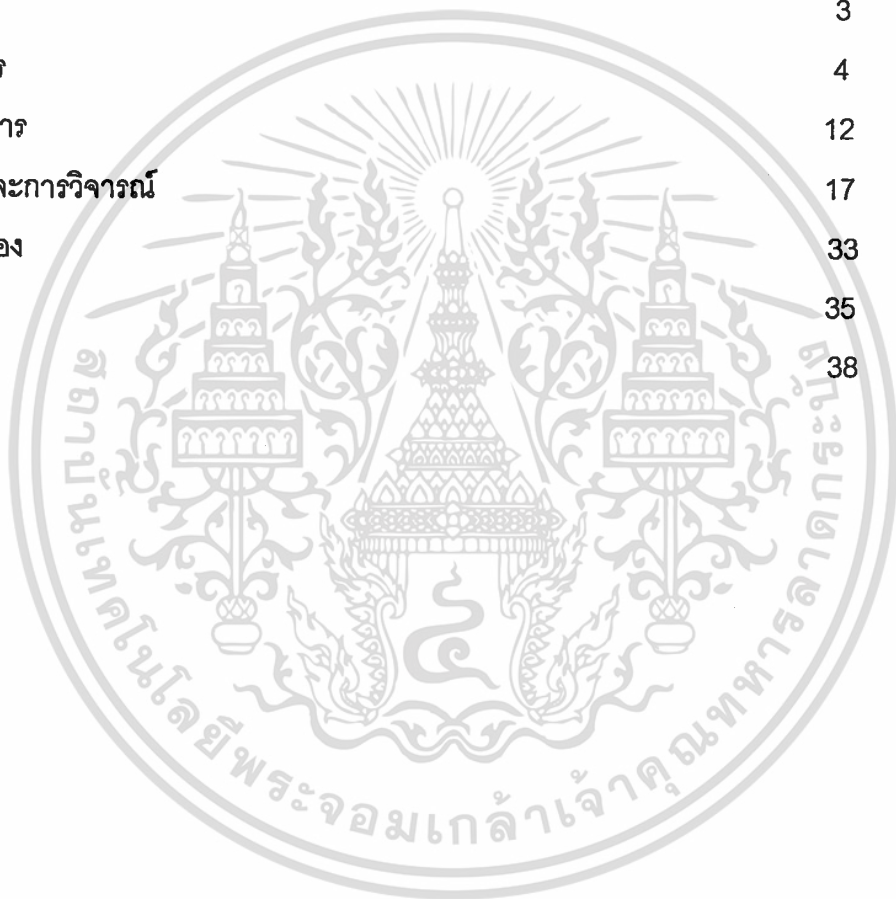 3
ร 4
าร 12
ละการวิจารณ์ 17
อง 33
35
38
สถาบันเทคโนโลยีพระจอมเกล้าเจ้าคุณทหารลาดกระบัง
๔